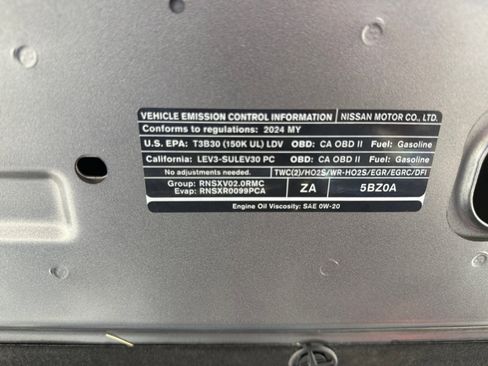 VEHICLE EMISSION CONTROL INFORMATION NISSAN MOTOR CO., LTD.
Conforms to regulations: 2024 MY
U.S. EPA: T3B30 (150K UL) LDV OBD: CA OBD II Fuel: Gasoline
California: LEV3-SULEV30 PC OBD: CA OBD II Fuel: Gasoline
No adjustments needed. TWC(2)/HO2S/WR-HO2S/EGR/EGRC/DFI
Group: RNSXV02.0RMC
Evap: RNSXR0099PCA
ZA 5BZ0A
Engine Oil Viscosity: SAE 0W-20